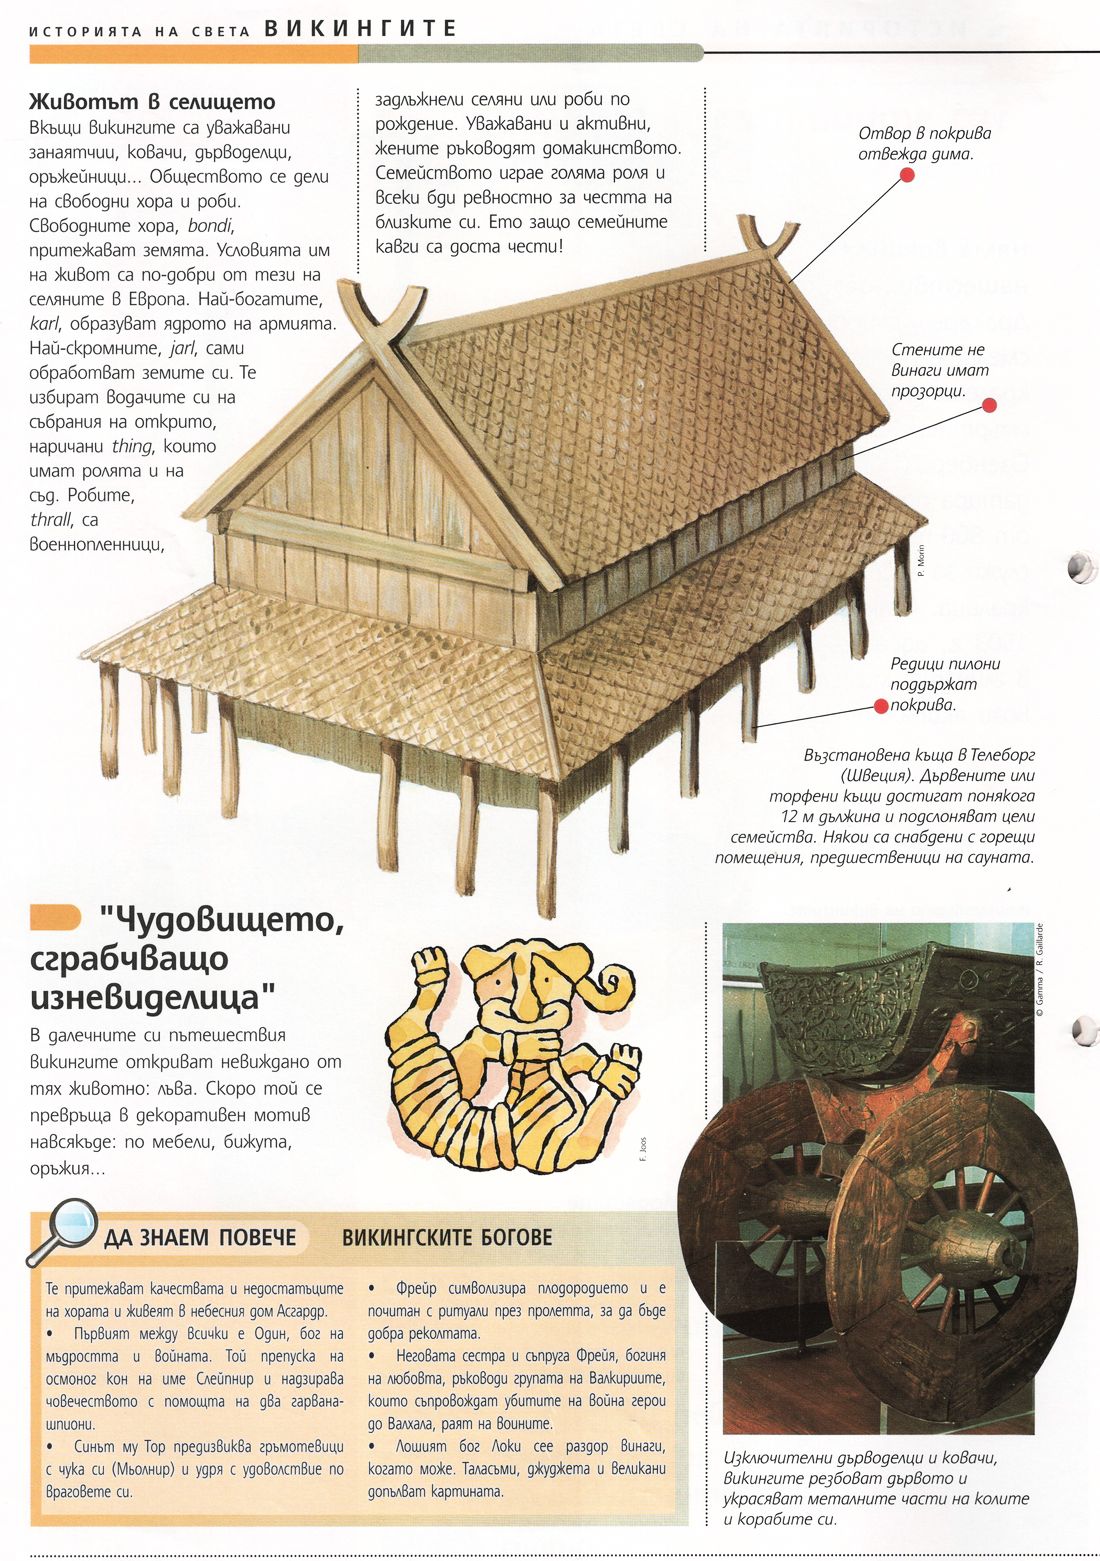 ИСТОРИЯТА НА СВЕТА ВИКИНГИТЕ
Животът в селището
Вкъщи викингите са уважавани
занаятчии, ковачи, дърводелци,
оръжейници... Обществото се дели
на свободни хора и роби.
Свободните хора, bondi,
притежават земята. Условията им
на живот са по-добри от тези на
селяните в Европа. Най-богатите,
karl, образуват ядрото на армията.
Най-скромните, jarl, сами
обработват земите си. Те
избират водачите си на
събрания на открито,
наричани thing, които
имат ролята и на
съд. Робите,
thrall, са
военнопленници,
задлъжнели селяни или роби по
рождение. Уважавани и активни,
жените ръководят домакинството.
Семейството играе голяма роля и
всеки бди ревностно за честта на
близките си. Ето защо семейните
кавги са доста чести!
Отвор в покрива
отвежда дима.
Стените не
винаги имат
прозорци.
P. Morin
Редици пилони
поддържат
покрива.
Възстановена къща в Телеборг
(Швеция). Дървените или
торфени къщи достигат понякога
12 м дължина и подслоняват цели
семейства. Някои са снабдени с горещи
помещения, предшественици на сауната.
"Чудовището,
сграбчващо
изневиделица"
В далечните си пътешествия
викингите откриват невиждано от
тях животно: лъва. Скоро той се
превръща в декоративен мотив
навсякъде: по мебели, бижута,
оръжия...
F. Joos
© Gamma / R. Gaillarde
ДА ЗНАЕМ ПОВЕЧЕ ВИКИНГСКИТЕ БОГОВЕ
Те притежават качествата и недостатъците
на хората и живеят в небесния дом Асгардр.
• Първият между всички е Один, бог на
мъдростта и войната. Той препуска на
осмоног кон на име Слейпнир и надзирава
човечеството с помощта на два гарвана-
шпиони.
• Синът му Тор предизвиква гръмотевици
с чука си (Мьолнир) и удря с удоволствие по
враговете си.
• Фрейр символизира плодородието и е
почитан с ритуали през пролетта, за да бъде
добра реколтата.
• Неговата сестра и съпруга Фрейя, богиня
на любовта, ръководи групата на Валкириите,
които съпровождат убитите на война герои
до Валхала, раят на воините.
• Лошият бог Локи сее раздор винаги,
когато може. Таласъми, джуджета и великани
допълват картината.
Изключителни дърводелци и ковачи,
викингите резбоват дървото и
украсяват металните части на колите
и корабите си.